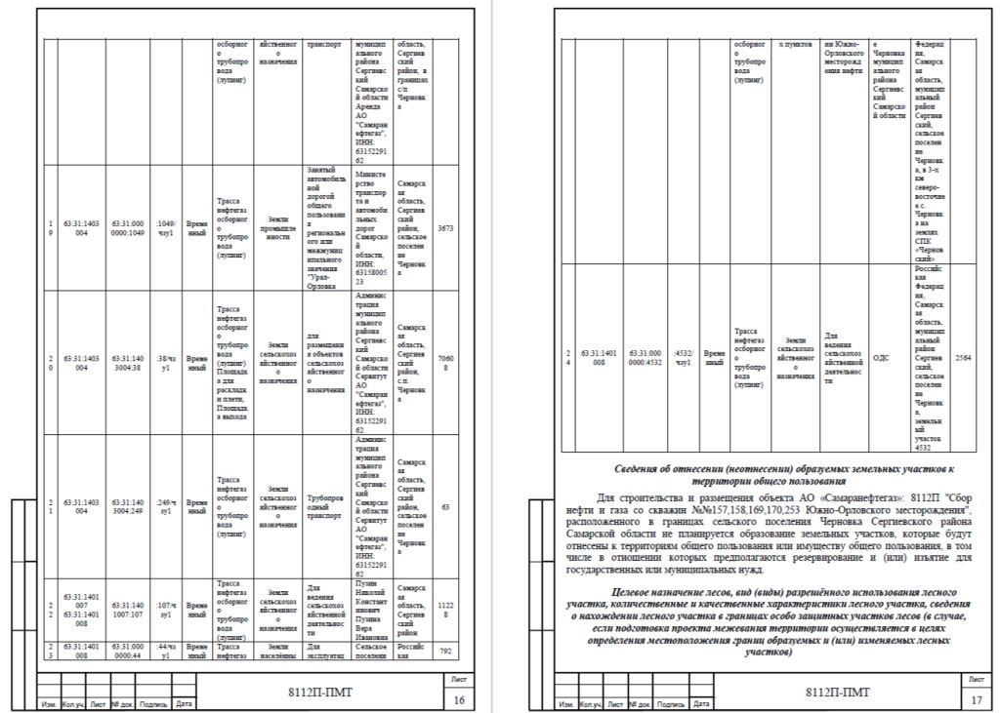 осборног
о
трубопро
вода
(лупинг)
яйственног
о
назначения
транспорт
муницип
ального
района
Сергиевс
кий
Самарско
й области
Аренда
АО
"Самаран
ефтегаз",
ИНН:
63152291
62
область,
Сергиев
ский
район, в
границах
с/п
Черновк
а
1
9
63:31:1403
004
63:31:000
0000:1049
:1049/
чзу1
Време
нный
Трасса
нефтегаз
осборног
о
трубопро
вода
(лупинг)
Земли
промышле
нности
Занятый
автомобиль
ной
дорогой
общего
пользовани
я
региональн
ого или
межмуниц
ипального
значения
"Урал-
Орловка
Министе
рство
транспор
та и
автомоби
льных
дорог
Самарско
й
области,
ИНН:
63158005
23
Самарск
ая
область,
Сергиев
ский
район,
сельское
поселен
ие
Черновк
а
3673
2
0
63:31:1403
004
63:31:140
3004:38
:38/чз
у1
Време
нный
Трасса
нефтегаз
осборног
о
трубопро
вода
(лупинг)
Площадк
а для
раскладк
и плети,
Площадк
а выхода
Земли
сельскохоз
яйственног
о
назначения
для
размещени
я объектов
сельскохоз
яйственног
о
назначения
Админис
трация
муницип
ального
района
Сергиевс
кий
Самарско
й области
Сервитут
АО
"Самаран
ефтегаз",
ИНН:
63152291
62
Самарск
ая
область,
Сергиев
ский
район,
с.п.
Черновк
а
7060
8
2
1
63:31:1403
004
63:31:140
3004:249
:249/ч
зу1
Време
нный
Трасса
нефтегаз
осборног
о
трубопро
вода
(лупинг)
Земли
сельскохоз
яйственног
о
назначения
Трубопров
одный
транспорт
Админис
трация
муницип
ального
района
Сергиевс
кий
Самарско
й области
Сервитут
АО
"Самаран
ефтегаз",
ИНН:
63152291
62
Самарск
ая
область,
Сергиев
ский
район,
сельское
поселен
ие
Черновк
а
63
2
2
63:31:1401
007
63:31:1401
008
63:31:140
1007:107
:107/ч
зу1
Време
нный
Трасса
нефтегаз
осборног
о
трубопро
вода
(лупинг)
Земли
сельскохоз
яйственног
о
назначения
Для
ведения
сельскохоз
яйственной
деятельнос
ти
Пузин
Николай
Констант
инович
Пузина
Вера
Ивановна
Самарск
ая
область,
Сергиев
ский
район
1122
8
2
3
63:31:1401
008
63:31:000
0000:44
:44/чз
у1
Време
нный
Трасса
нефтегаз
Земли
населённы
Для
эксплуатац
Сельское
поселени
Российс
кая
792
8112П-ПМТ
Лист
16
Изм. Кол.уч. Лист № док. Подпись Дата
осборног
о
трубопро
вода
(лупинг)
х пунктов
ии Южно-
Орловского
месторожд
ения нефти
е
Черновка
муницип
ального
района
Сергиевс
кий
Самарско
й области
Федерац
ия,
Самарск
ая
область,
муницип
альный
район
Сергиев
ский,
сельское
поселен
ие
Черновк
а, в 3-х
км
северо-
восточне
е с.
Черновк
а на
землях
СПК
«Чернов
ский»
2
4
63:31:1401
008
63:31:000
0000:4532
:4532/
чзу1
Време
нный
Трасса
нефтегаз
осборног
о
трубопро
вода
(лупинг)
Земли
сельскохоз
яйственног
о
назначения
Для
ведения
сельскохоз
яйственной
деятельнос
ти
ОДС
Российс
кая
Федерац
ия,
Самарск
ая
область,
муницип
альный
район
Сергиев
ский,
сельское
поселен
ие
Черновк
а,
земельн
ый
участок
4532
2564
Сведения об отнесении (неотнесении) образуемых земельных участков к
территории общего пользования
Для строительства и размещения объекта АО «Самаранефтегаз»: 8112П "Сбор
нефти и газа со скважин №№157,158,169,170,253 Южно-Орловского месторождения",
расположенного в границах сельского поселения Черновка Сергиевского района
Самарской области не планируется образование земельных участков, которые будут
отнесены к территориям общего пользования или имуществу общего пользования, в том
числе в отношении которых предполагаются резервирование и (или) изъятие для
государственных или муниципальных нужд.
Целевое назначение лесов, вид (виды) разрешённого использования лесного
участка, количественные и качественные характеристики лесного участка, сведения
о нахождении лесного участка в границах особо защитных участков лесов (в случае,
если подготовка проекта межевания территории осуществляется в целях
определения местоположения границ образуемых и (или) изменяемых лесных
участков)
8112П-ПМТ
Лист
17
Изм. Кол.уч. Лист № док. Подпись Дата